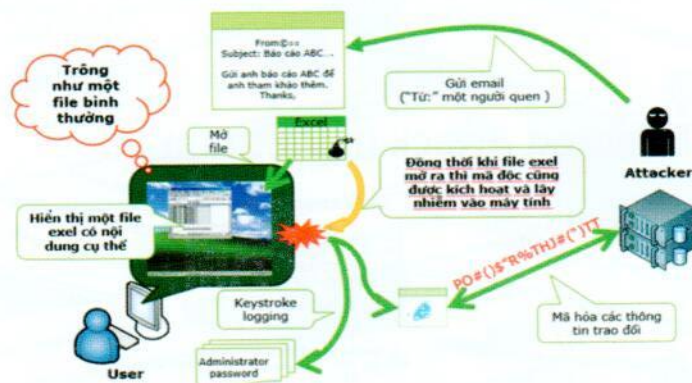 From©○○
Subject: Báo cáo ABC...
Gửi anh báo cáo ABC để
anh tham khảo thêm.
Thanks,
Gửi email
("Từ:" một người quen )
Trông
như một
file bình
thường
Mở
file
Excel
Attacker
Đồng thời khi file exel
mở ra thì mã độc cũng
được kích hoạt và lây
nhiễm vào máy tính
Hiển thị một file
exel có nội
dung cụ thể
PO#()$"R%THJ#(")TT
Keystroke
logging
Mã hóa các thông
tin trao đổi
User
Administrator
password